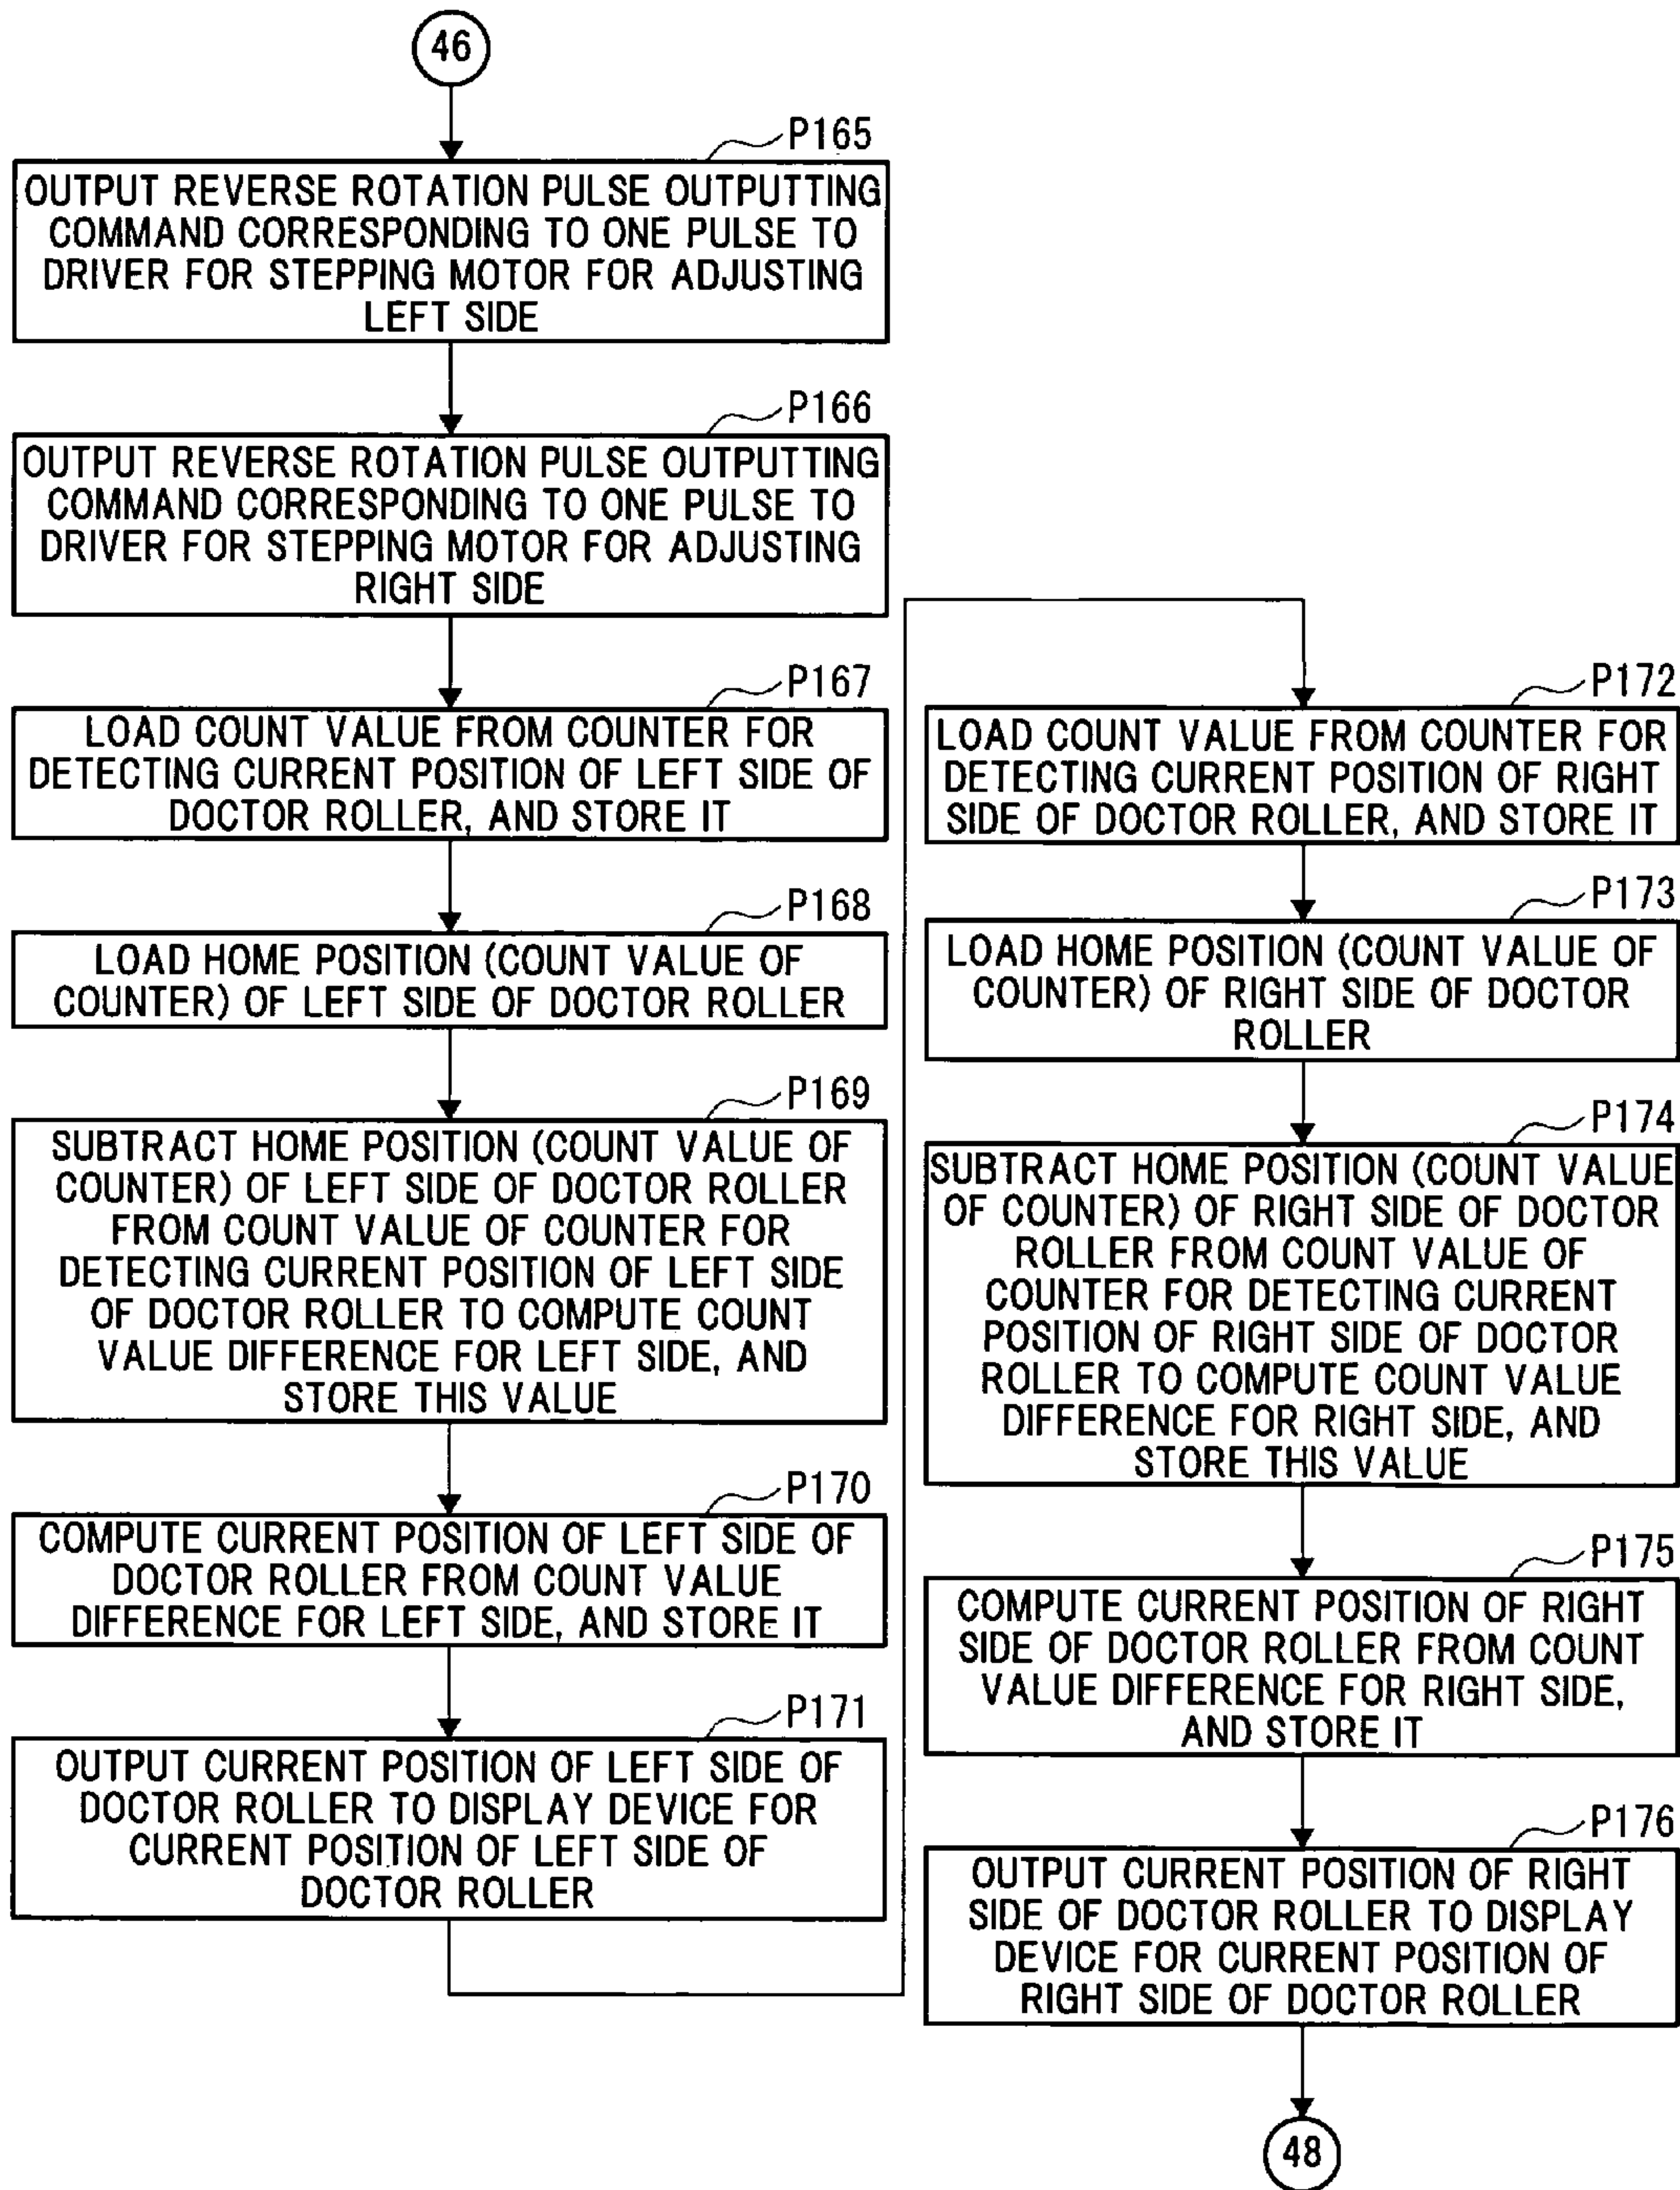 46
P165
OUTPUT REVERSE ROTATION PULSE OUTPUTTING
COMMAND CORRESPONDING TO ONE PULSE TO
DRIVER FOR STEPPING MOTOR FOR ADJUSTING
LEFT SIDE
P166
OUTPUT REVERSE ROTATION PULSE OUTPUTTING
COMMAND CORRESPONDING TO ONE PULSE TO
DRIVER FOR STEPPING MOTOR FOR ADJUSTING
RIGHT SIDE
P167
LOAD COUNT VALUE FROM COUNTER FOR
DETECTING CURRENT POSITION OF LEFT SIDE OF
DOCTOR ROLLER, AND STORE IT
P168
LOAD HOME POSITION (COUNT VALUE OF
COUNTER) OF LEFT SIDE OF DOCTOR ROLLER
P169
SUBTRACT HOME POSITION (COUNT VALUE OF
COUNTER) OF LEFT SIDE OF DOCTOR ROLLER
FROM COUNT VALUE OF COUNTER FOR
DETECTING CURRENT POSITION OF LEFT SIDE
OF DOCTOR ROLLER TO COMPUTE COUNT
VALUE DIFFERENCE FOR LEFT SIDE, AND
STORE THIS VALUE
P170
COMPUTE CURRENT POSITION OF LEFT SIDE OF
DOCTOR ROLLER FROM COUNT VALUE
DIFFERENCE FOR LEFT SIDE, AND STORE IT
P171
OUTPUT CURRENT POSITION OF LEFT SIDE OF
DOCTOR ROLLER TO DISPLAY DEVICE FOR
CURRENT POSITION OF LEFT SIDE OF
DOCTOR ROLLER
P172
LOAD COUNT VALUE FROM COUNTER FOR
DETECTING CURRENT POSITION OF RIGHT
SIDE OF DOCTOR ROLLER, AND STORE IT
P173
LOAD HOME POSITION (COUNT VALUE OF
COUNTER) OF RIGHT SIDE OF DOCTOR
ROLLER
P174
SUBTRACT HOME POSITION (COUNT VALUE
OF COUNTER) OF RIGHT SIDE OF DOCTOR
ROLLER FROM COUNT VALUE OF
COUNTER FOR DETECTING CURRENT
POSITION OF RIGHT SIDE OF DOCTOR
ROLLER TO COMPUTE COUNT VALUE
DIFFERENCE FOR RIGHT SIDE, AND
STORE THIS VALUE
P175
COMPUTE CURRENT POSITION OF RIGHT
SIDE OF DOCTOR ROLLER FROM COUNT
VALUE DIFFERENCE FOR RIGHT SIDE,
AND STORE IT
P176
OUTPUT CURRENT POSITION OF RIGHT
SIDE OF DOCTOR ROLLER TO DISPLAY
DEVICE FOR CURRENT POSITION OF
RIGHT SIDE OF DOCTOR ROLLER
48